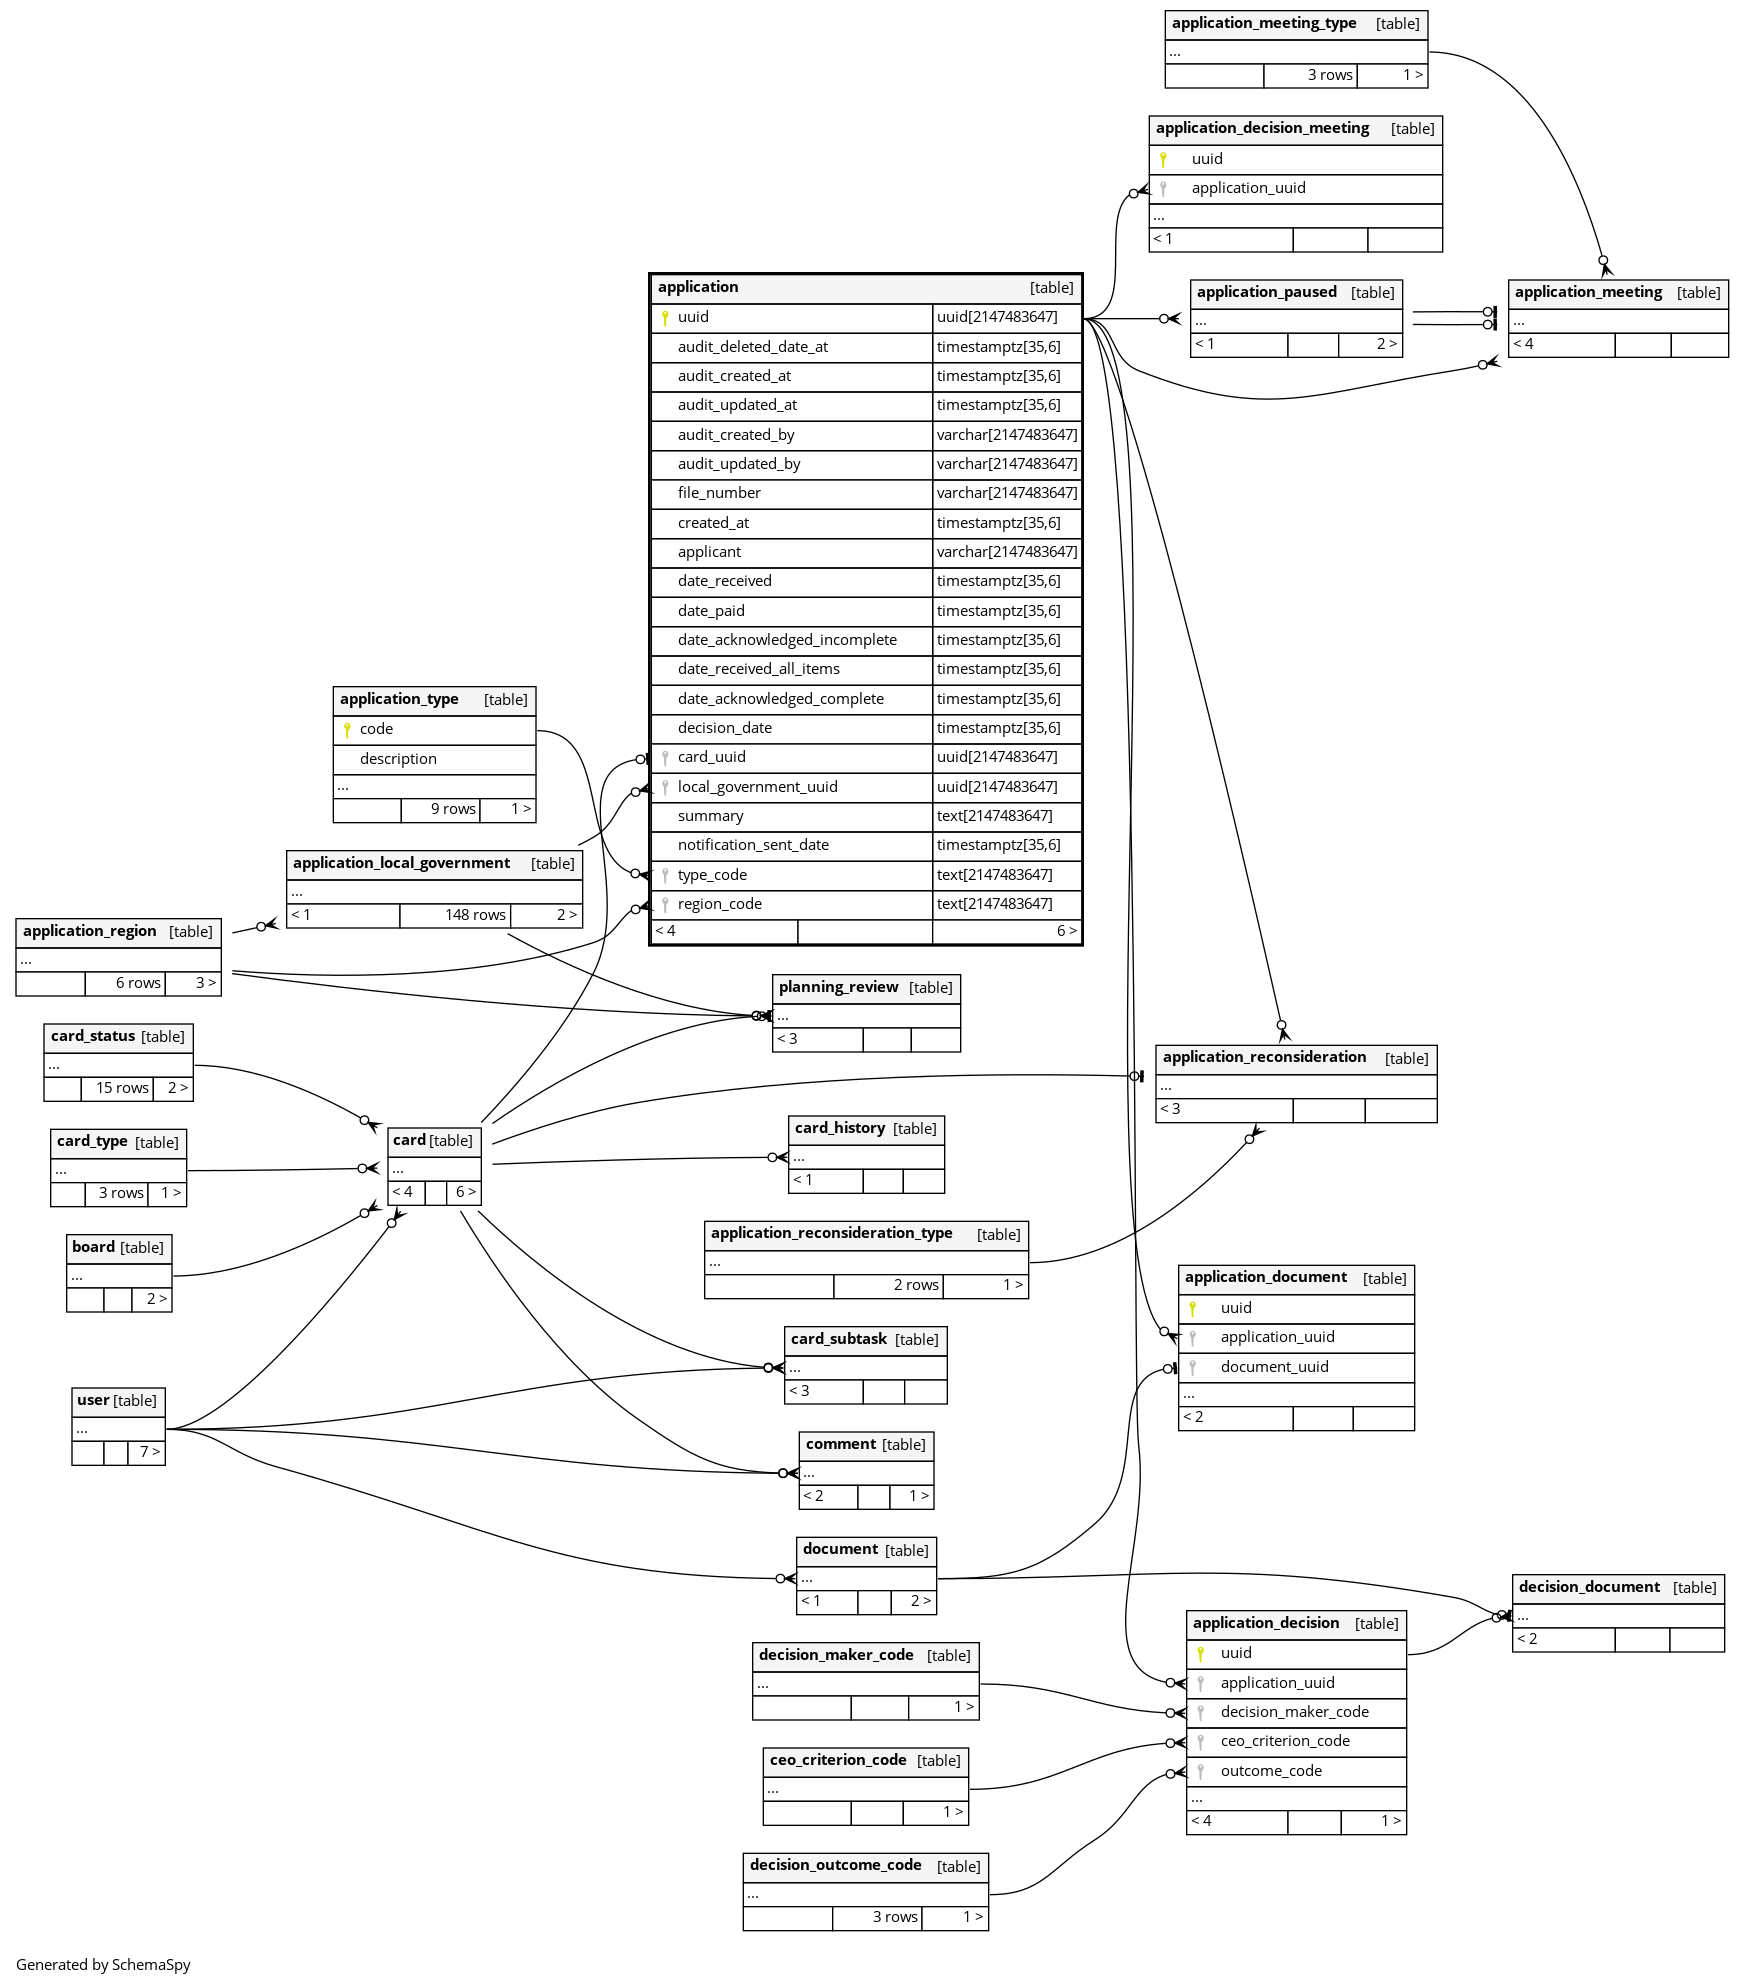 application_meeting_type [table]
...
3 rows 1 >
application_decision_meeting [table]
uuid
application_uuid
...
< 1
application [table]
uuid uuid[2147483647]
audit_deleted_date_at timestamptz[35,6]
audit_created_at timestamptz[35,6]
audit_updated_at timestamptz[35,6]
audit_created_by varchar[2147483647]
audit_updated_by varchar[2147483647]
file_number varchar[2147483647]
created_at timestamptz[35,6]
applicant varchar[2147483647]
date_received timestamptz[35,6]
date_paid timestamptz[35,6]
date_acknowledged_incomplete timestamptz[35,6]
date_received_all_items timestamptz[35,6]
date_acknowledged_complete timestamptz[35,6]
decision_date timestamptz[35,6]
card_uuid uuid[2147483647]
local_government_uuid uuid[2147483647]
summary text[2147483647]
notification_sent_date timestamptz[35,6]
type_code text[2147483647]
region_code text[2147483647]
< 4 6 >
application_paused [table]
...
< 1 2 >
application_meeting [table]
...
< 4
application_type [table]
code
description
...
9 rows 1 >
application_local_government [table]
...
< 1 148 rows 2 >
application_region [table]
...
6 rows 3 >
planning_review [table]
...
< 3
card_status [table]
...
15 rows 2 >
application_reconsideration [table]
...
< 3
card_type [table]
...
3 rows 1 >
card [table]
...
< 4 6 >
card_history [table]
...
< 1
board [table]
...
2 >
application_reconsideration_type [table]
...
2 rows 1 >
application_document [table]
uuid
application_uuid
document_uuid
...
< 2
card_subtask [table]
...
< 3
user [table]
...
7 >
comment [table]
...
< 2 1 >
document [table]
...
< 1 2 >
decision_document [table]
...
< 2
application_decision [table]
uuid
application_uuid
decision_maker_code
ceo_criterion_code
outcome_code
...
< 4 1 >
decision_maker_code [table]
...
1 >
ceo_criterion_code [table]
...
1 >
decision_outcome_code [table]
...
3 rows 1 >
Generated by SchemaSpy